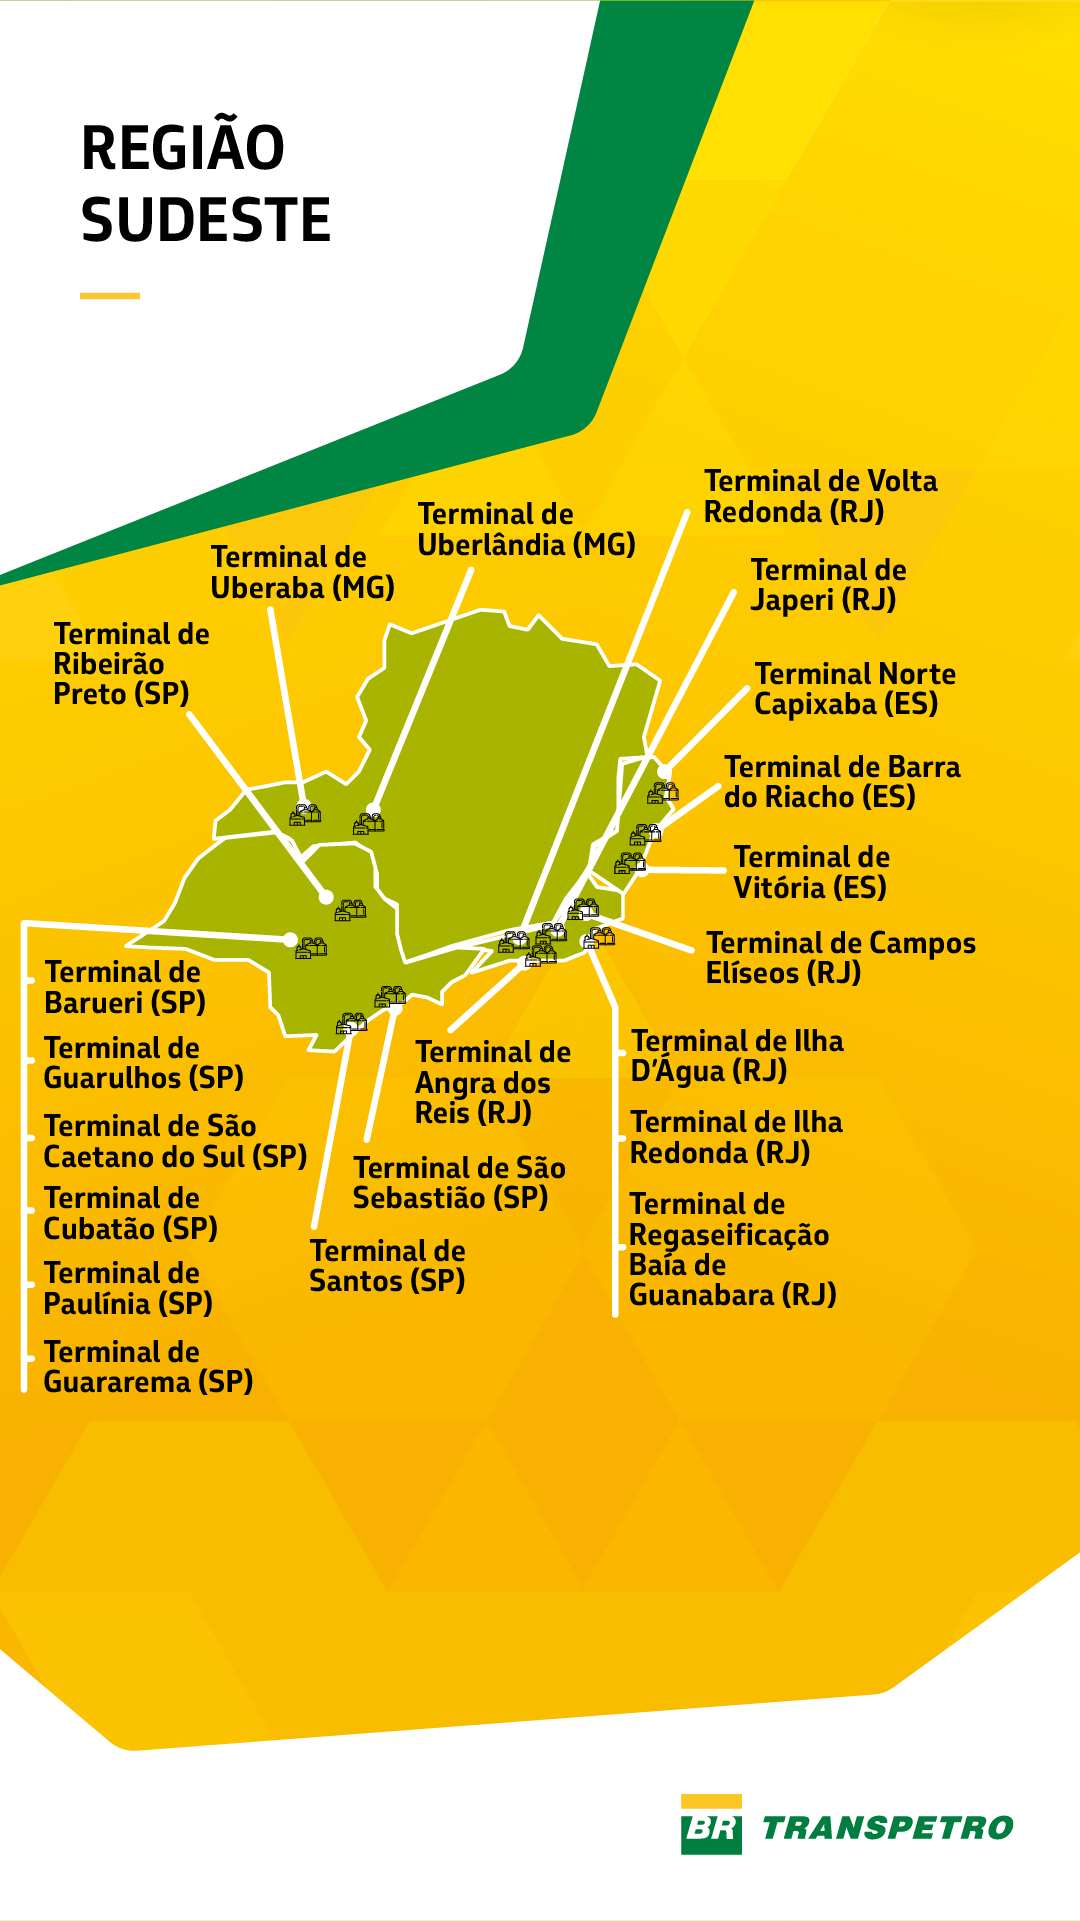 REGIÃO
SUDESTE
Terminal de Volta
Redonda (RJ)
Terminal de
Uberlândia (MG)
Terminal de
Uberaba (MG)
Terminal de
Japeri (RJ)
Terminal de
Ribeirão
Preto (SP)
Terminal Norte
Capixaba (ES)
Terminal de Barra
do Riacho (ES)
Terminal de
Vitória (ES)
Terminal de Campos
Elíseos (RJ)
Terminal de
Barueri (SP)
Terminal de
Guarulhos (SP)
Terminal de São
Caetano do Sul (SP)
Terminal de
Cubatão (SP)
Terminal de
Paulínia (SP)
Terminal de
Guararema (SP)
Terminal de
Angra dos
Reis (RJ)
Terminal de São
Sebastião (SP)
Terminal de
Santos (SP)
Terminal de Ilha
D’Água (RJ)
Terminal de Ilha
Redonda (RJ)
Terminal de
Regaseificação
Baía de
Guanabara (RJ)
BR TRANSPETRO